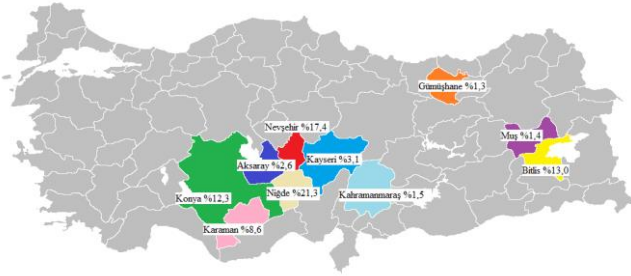 Gümüşhane %1,3
Nevşehir %17,4
Muş %1,4
Aksaray %2,6
Kayseri %3,1
Bitlis %13,0
Konya %12,3
Niğde %21,3
Kahramanmaraş %1,5
Karaman %8,6